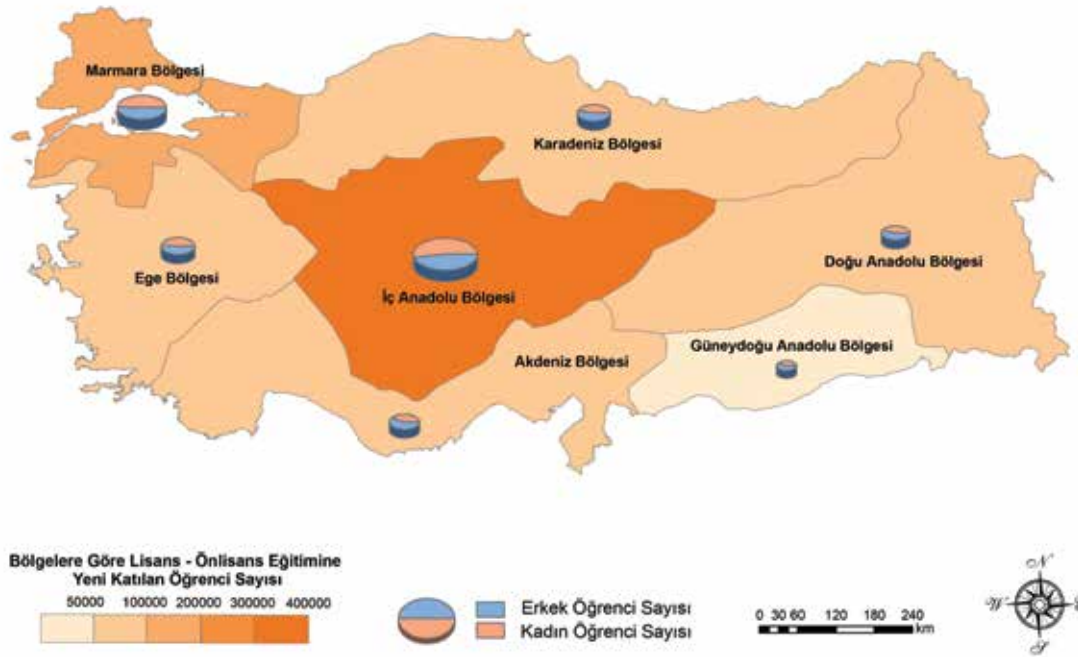 Marmara Bölgesi
Karadeniz Bölgesi
Ege Bölgesi
İç Anadolu Bölgesi
Doğu Anadolu Bölgesi
Güneydoğu Anadolu Bölgesi
Akdeniz Bölgesi
Bölgelere Göre Lisans - Önlisans Eğitimine
Yeni Katılan Öğrenci Sayısı
50000 100000 200000 300000 400000
Erkek Öğrenci Sayısı
Kadın Öğrenci Sayısı
0 30 60 120 180 240
km
N
W
S